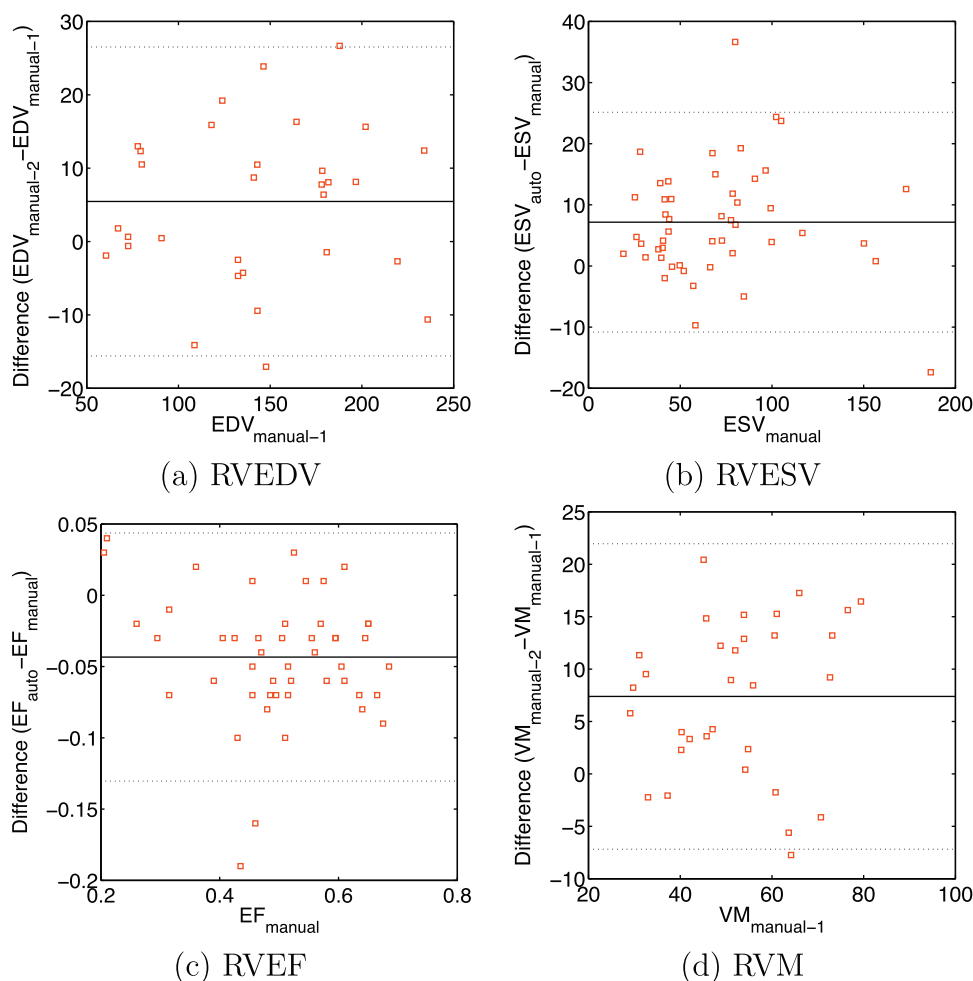 30
20
10
0
−10
−20
50 100 150 200 250
Difference (EDVmanual−2−EDVmanual−1)
EDVmanual−1
(a) RVEDV
40
30
20
10
0
−10
−20
0 50 100 150 200
Difference (ESVauto−ESVmanual)
ESVmanual
(b) RVESV
0.05
0
−0.05
−0.1
−0.15
−0.2
0.2 0.4 0.6 0.8
Difference (EFauto−EFmanual)
EFmanual
(c) RVEF
25
20
15
10
5
0
−5
−10
20 40 60 80 100
Difference (VMmanual−2−VMmanual−1)
VMmanual−1
(d) RVM